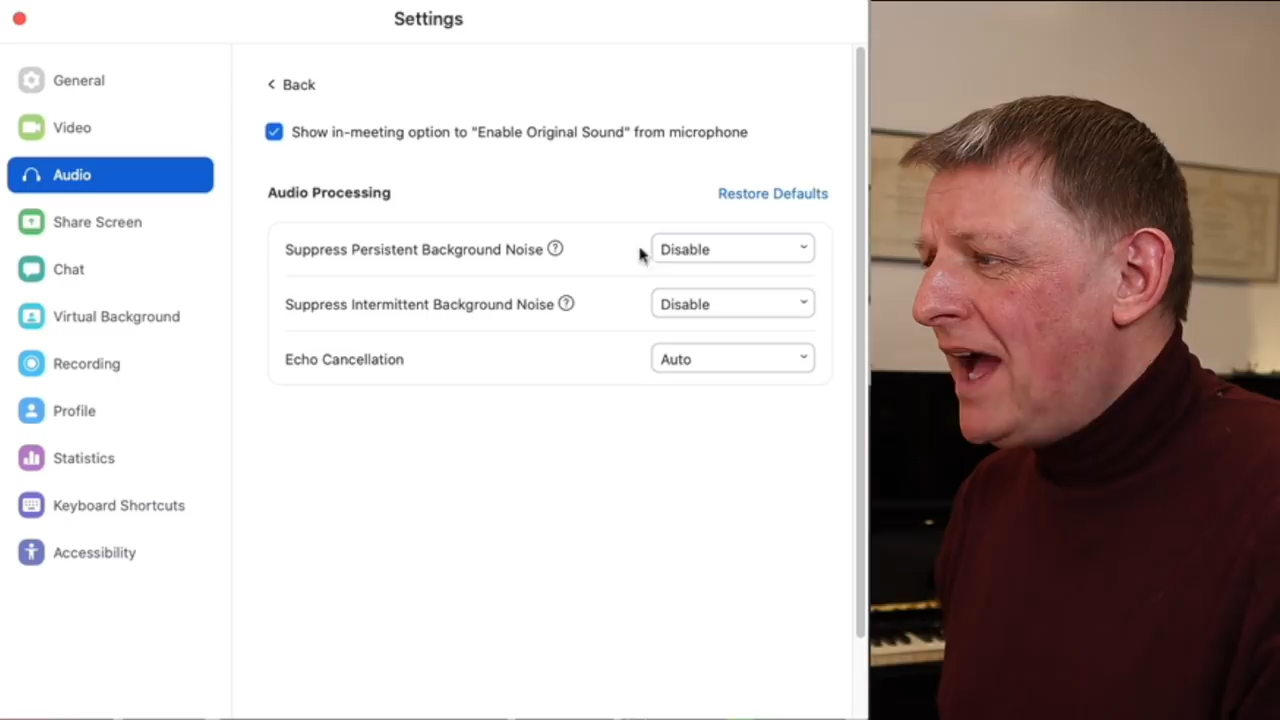 Settings
General
Video
Audio
Share Screen
Chat
Virtual Background
Recording
Profile
Statistics
Keyboard Shortcuts
Accessibility
Back
Show in-meeting option to "Enable Original Sound" from microphone
Audio Processing Restore Defaults
Suppress Persistent Background Noise ? Disable
Suppress Intermittent Background Noise ? Disable
Echo Cancellation Auto